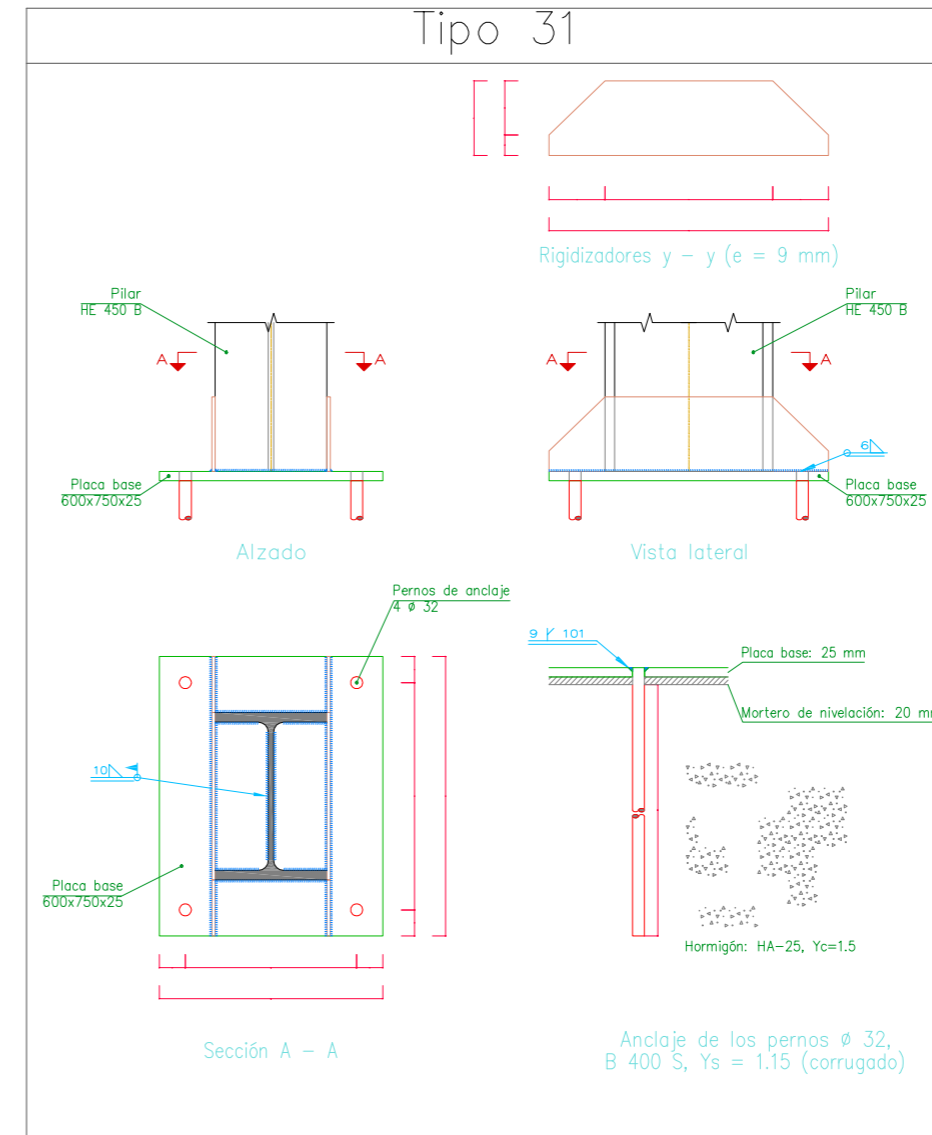 Tipo 31
Rigidizadores y - y (e = 9 mm)
Pilar
HE 450 B
A
A
Placa base
600x750x25
Alzado
Pilar
HE 450 B
A
A
6
Placa base
600x750x25
Vista lateral
Pernos de anclaje
4 ø 32
10
Placa base
600x750x25
Sección A - A
9
101
Placa base: 25 mm
Mortero de nivelación: 20 m
Hormigón: HA-25, Yc=1.5
Anclaje de los pernos ø 32,
B 400 S, Ys = 1.15 (corrugado)